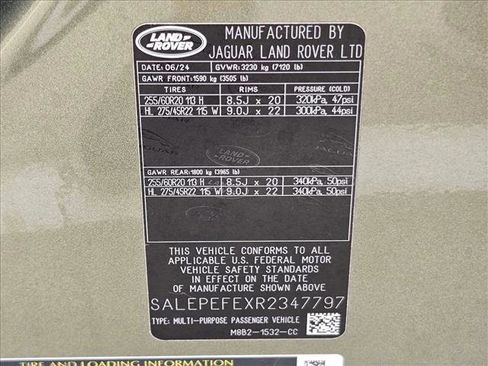 LAND
ROVER
MANUFACTURED BY
JAGUAR LAND ROVER LTD
DATE: 06/24 GVWR: 3230 kg (7120 lb)
GAWR FRONT: 1590 kg (3505 lb)
TIRES RIMS PRESSURE (COLD)
255/60R20 113 H 8.5J x 20 320kPa, 47psi
HL 275/45R22 115 W 9.0J x 22 300kPa, 44psi
GAWR REAR: 1800 kg (3965 lb)
255/60R20 113 H 8.5J x 20 340kPa, 50psi
HL 275/45R22 115 W 9.0J x 22 340kPa, 50psi
THIS VEHICLE CONFORMS TO ALL
APPLICABLE U.S. FEDERAL MOTOR
VEHICLE SAFETY STANDARDS
IN EFFECT ON THE DATE
OF MANUFACTURE SHOWN ABOVE
SALEPEFEXR2347797
TYPE: MULTI-PURPOSE PASSENGER VEHICLE
M8B2-1532-CC
TIRE AND LOADING INFORMATION